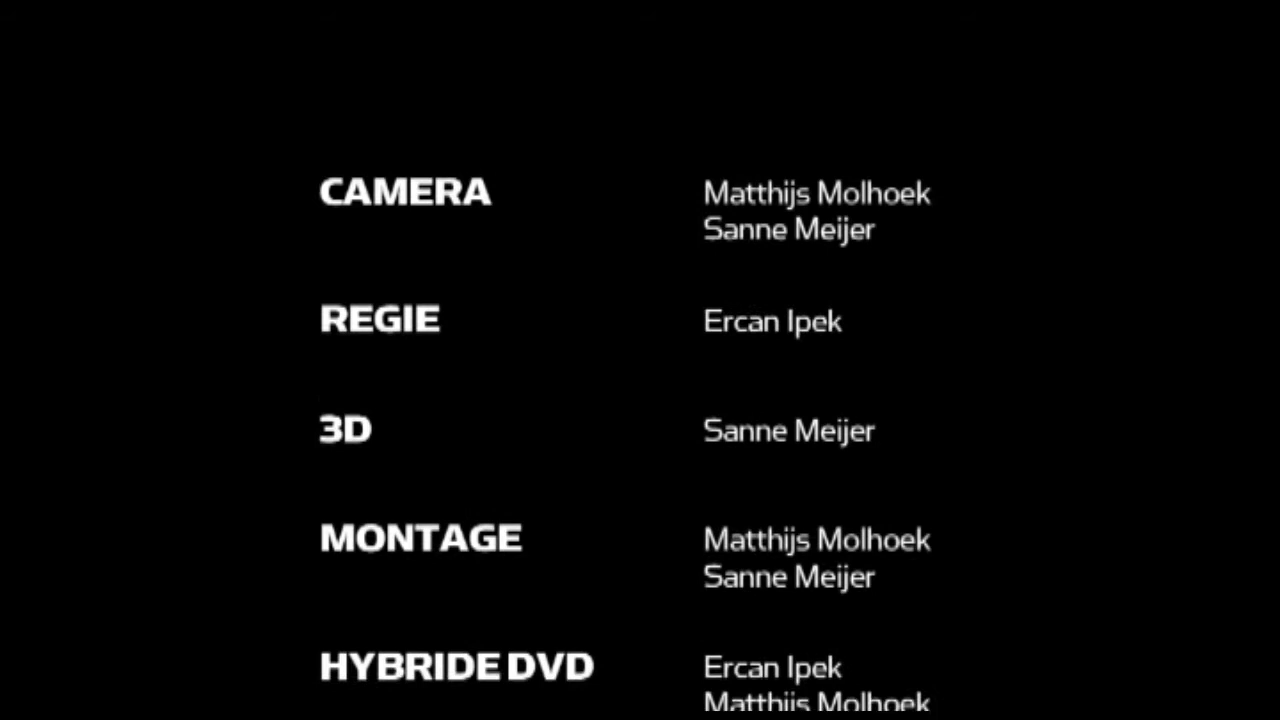 CAMERA Matthijs Molhoek
Sanne Meijer
REGIE Ercan Ipek
3D Sanne Meijer
MONTAGE Matthijs Molhoek
Sanne Meijer
HYBRIDE DVD Ercan Ipek
Matthijs Molhoek